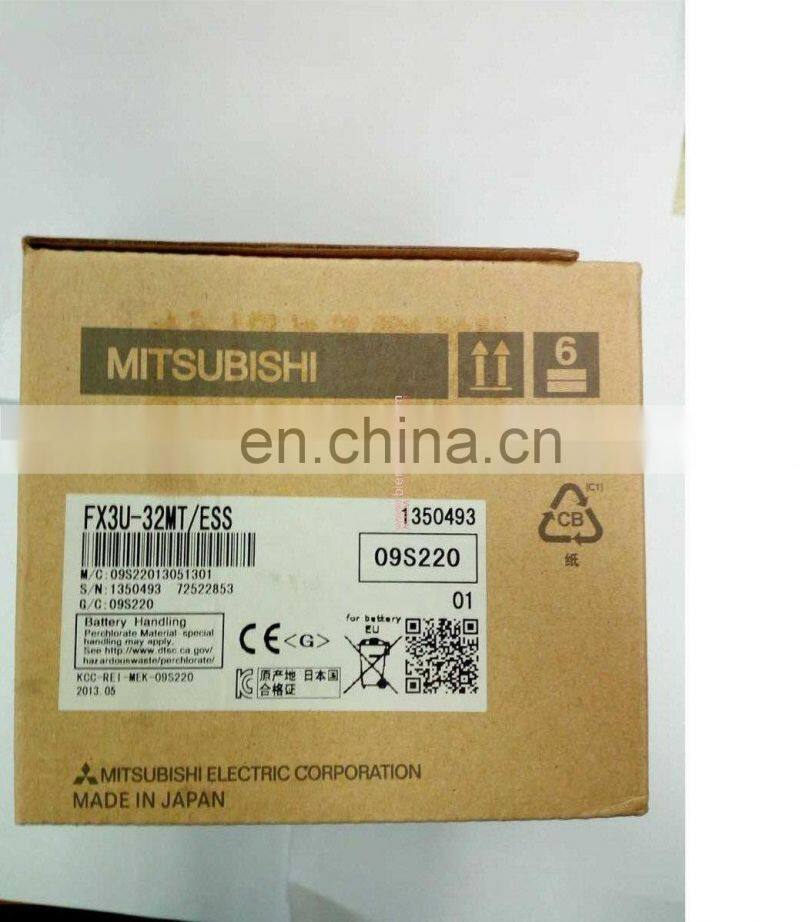 MITSUBISHI
6
en.china.cn
FX3U-32MT/ESS
1350493
M/C:09S22013051301
09S220
S/N:1350493 72522853
G/C:09S220
01
Battery Handling
Perchlorate Material-special
handling may apply.
See http://www.dtsc.ca.gov/
hazardouswaste/perchlorate/
CE <G>
for battery
EU
KCC-REI-MEK-09S220
2013.05
原产地 日本国
合格证
(C1)
CB
纸
MITSUBISHI ELECTRIC CORPORATION
MADE IN JAPAN